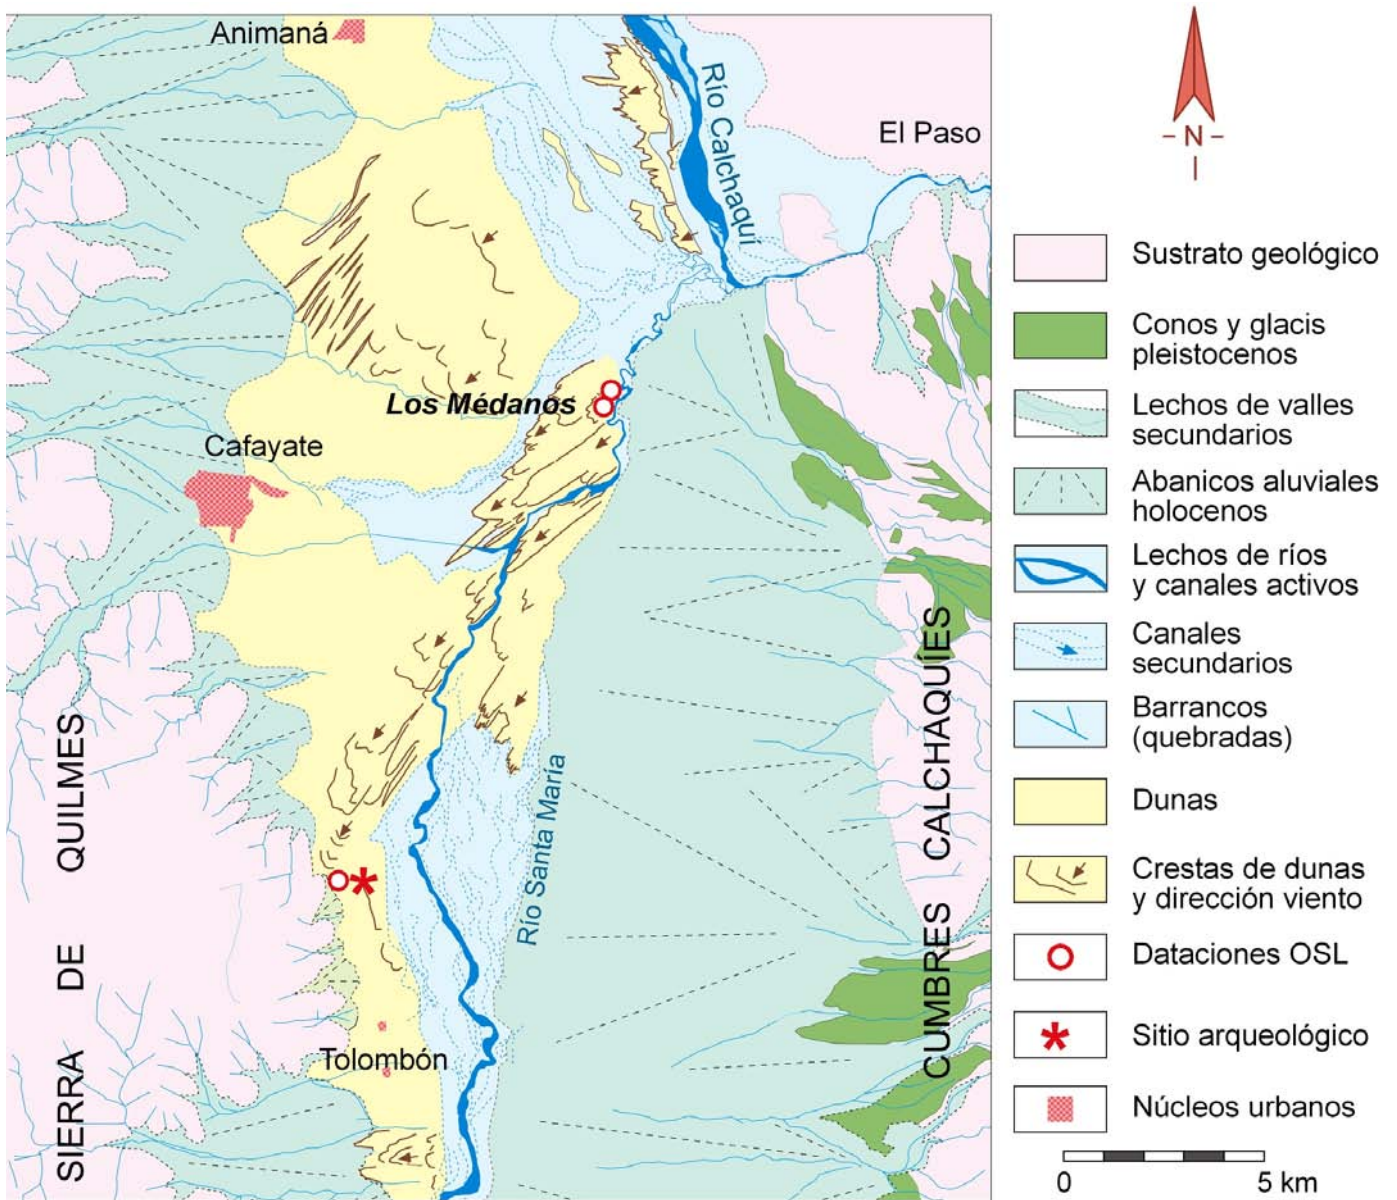 Animaná
Río Calchaquí
El Paso
Los Médanos
Cafayate
SIERRA DE QUILMES
CUMBRES CALCHAQUÍES
Río Santa María
Tolombón
N
Sustrato geológico
Conos y glacis
pleistocenos
Lechos de valles
secundarios
Abanicos aluviales
holocenos
Lechos de ríos
y canales activos
Canales
secundarios
Barrancos
(quebradas)
Dunas
Crestas de dunas
y dirección viento
Dataciones OSL
Sitio arqueológico
Núcleos urbanos
0 5 km